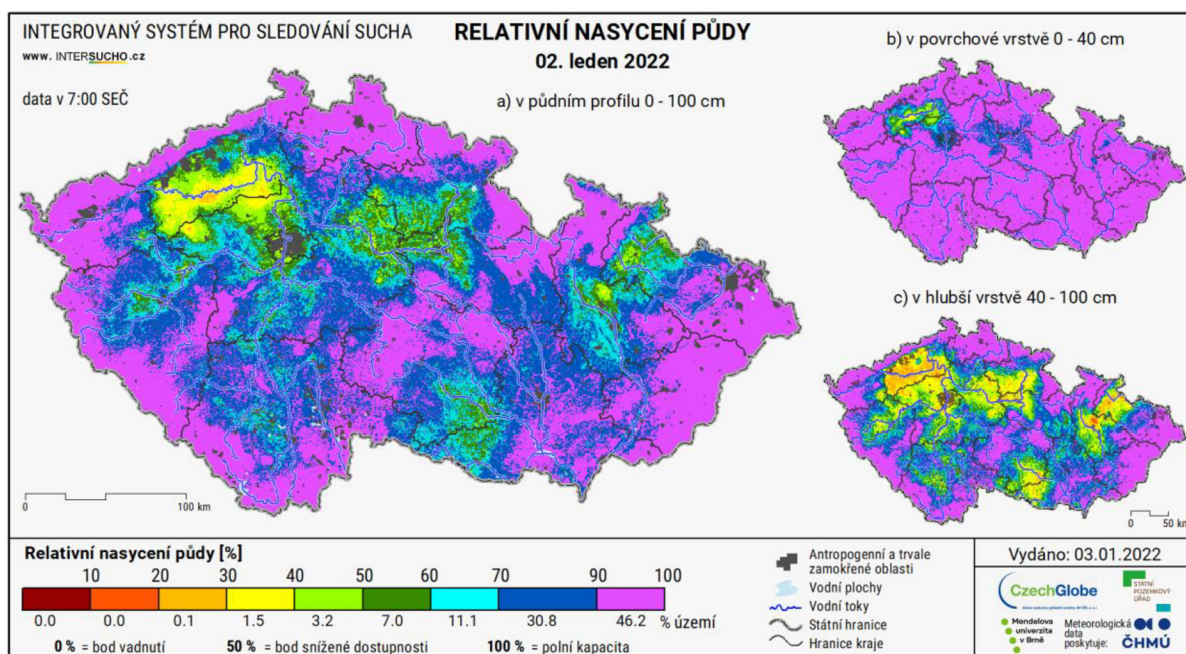 INTEGROVANÝ SYSTÉM PRO SLEDOVÁNÍ SUCHA
www. INTERSUCHO.cz
data v 7:00 SEČ
RELATIVNÍ NASYCENÍ PŮDY
02. leden 2022
a) v půdním profilu 0 - 100 cm
b) v povrchové vrstvě 0 - 40 cm
c) v hlubší vrstvě 40 - 100 cm
0 100 km
0 50 km
Relativní nasycení půdy [%]
10 20 30 40 50 70 90 100
0.0 0.0 0.1 1.5 3.2 7.0 11.1 30.8 46.2 % území
0 % = bod vadnutí 50 % = bod snížené dostupnosti 100 % = polní kapacita
Antropogenní a trvale
zamokřené oblasti
Vodní plochy
Vodní toky
Státní hranice
Hranice kraje
Vydáno: 03.01.2022
CzechGlobe
STÁTNÍ
POZEMKOVÝ
ÚŘAD
Mendelova
univerzita
v Brně
Meteorologická
data
poskytuje:
ČHMÚ